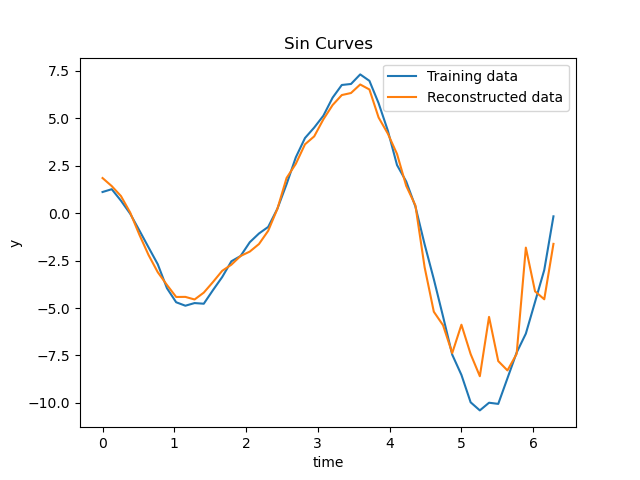 Sin Curves
Training data
Reconstructed data
y
7.5
5.0
2.5
0.0
−2.5
−5.0
−7.5
−10.0
0 1 2 3 4 5 6
time